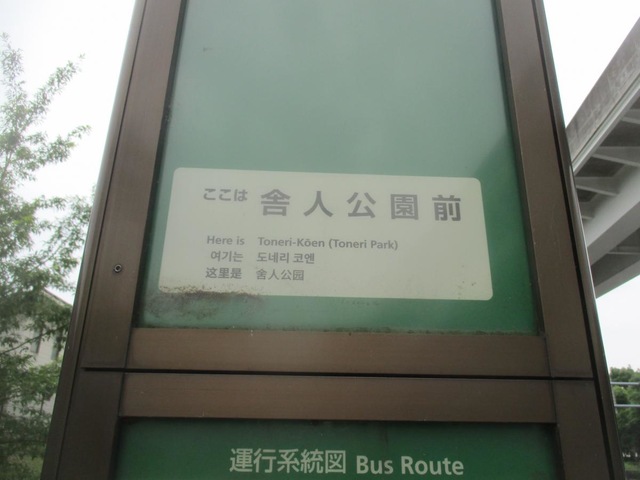 ここは 舎人公園前
Here is Toneri-Kōen (Toneri Park)
여기는 도네리 코엔
这里是 舍人公园
運行系統図 Bus Route